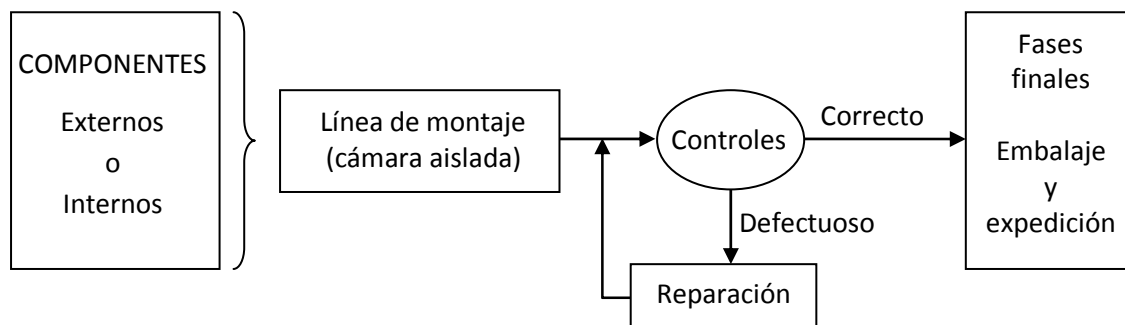 COMPONENTES
Externos
o
Internos
Línea de montaje
(cámara aislada)
Controles
Correcto
Defectuoso
Reparación
Fases
finales
Embalaje
y
expedición